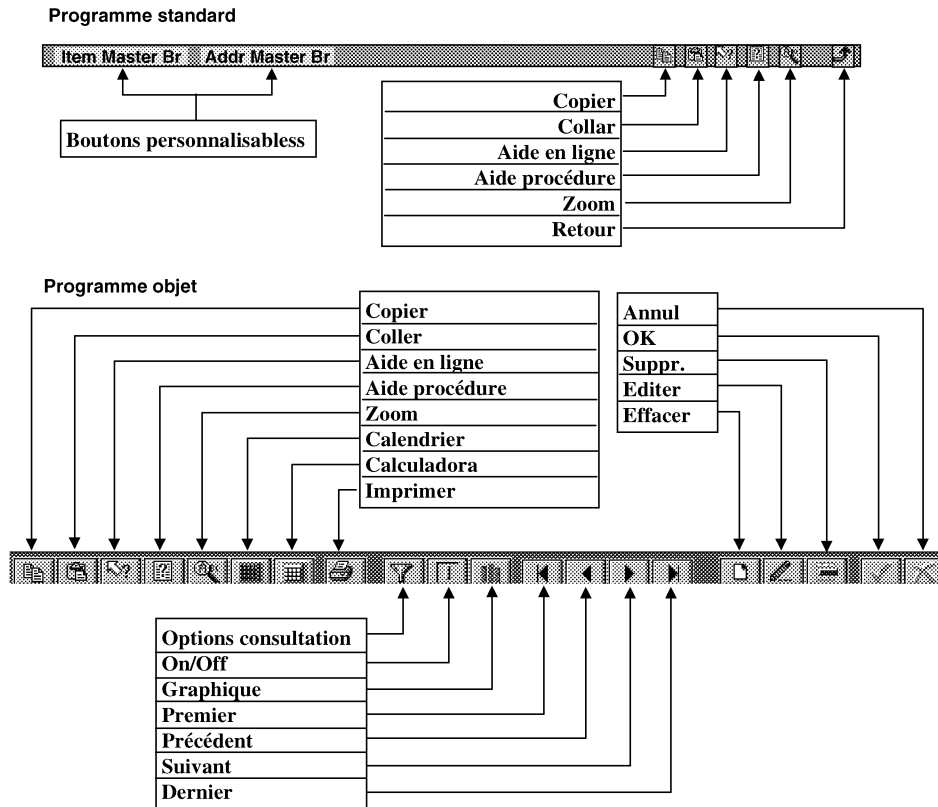 Programme standard
Item Master Br Addr Master Br
Boutons personnalisabless
Copier
Collar
Aide en ligne
Aide procédure
Zoom
Retour
Programme objet
Copier
Coller
Aide en ligne
Aide procédure
Zoom
Calendrier
Calculadora
Imprimer
Annul
OK
Suppr.
Editer
Effacer
Options consultation
On/Off
Graphique
Premier
Précédent
Suivant
Dernier